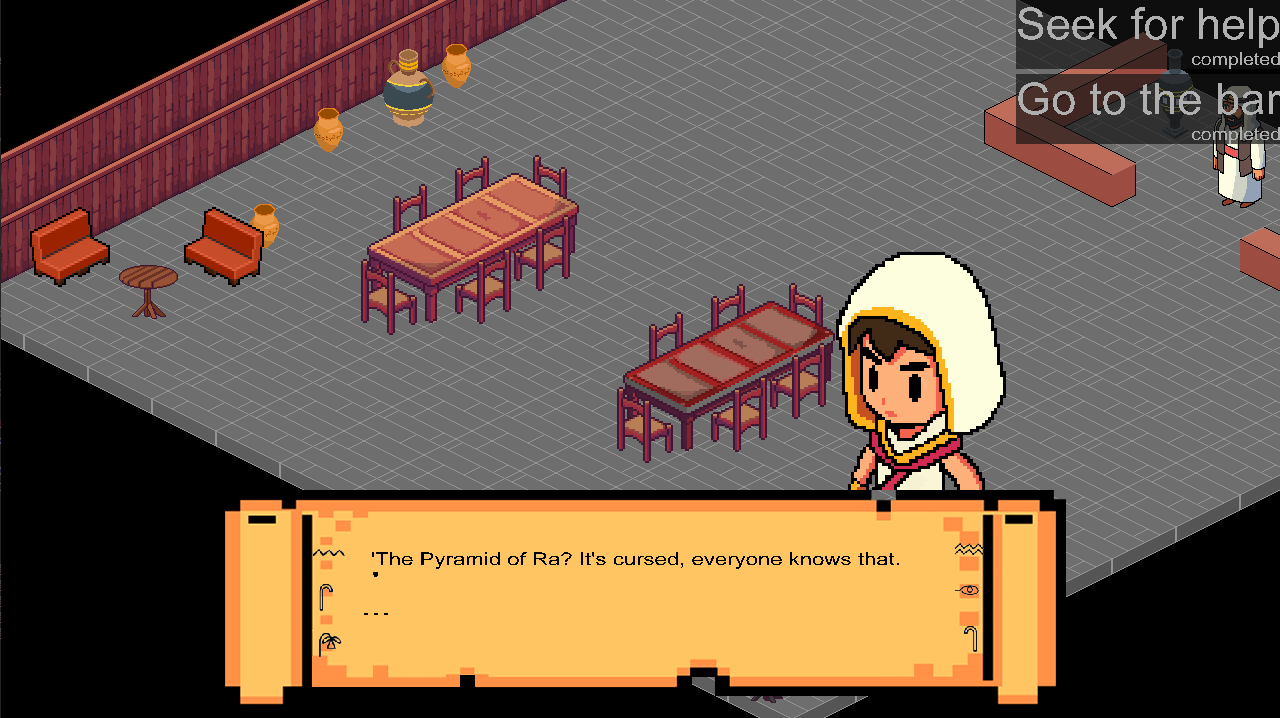 Seek for help
completed
Go to the bar
completed
'The Pyramid of Ra? It's cursed, everyone knows that.
'
---